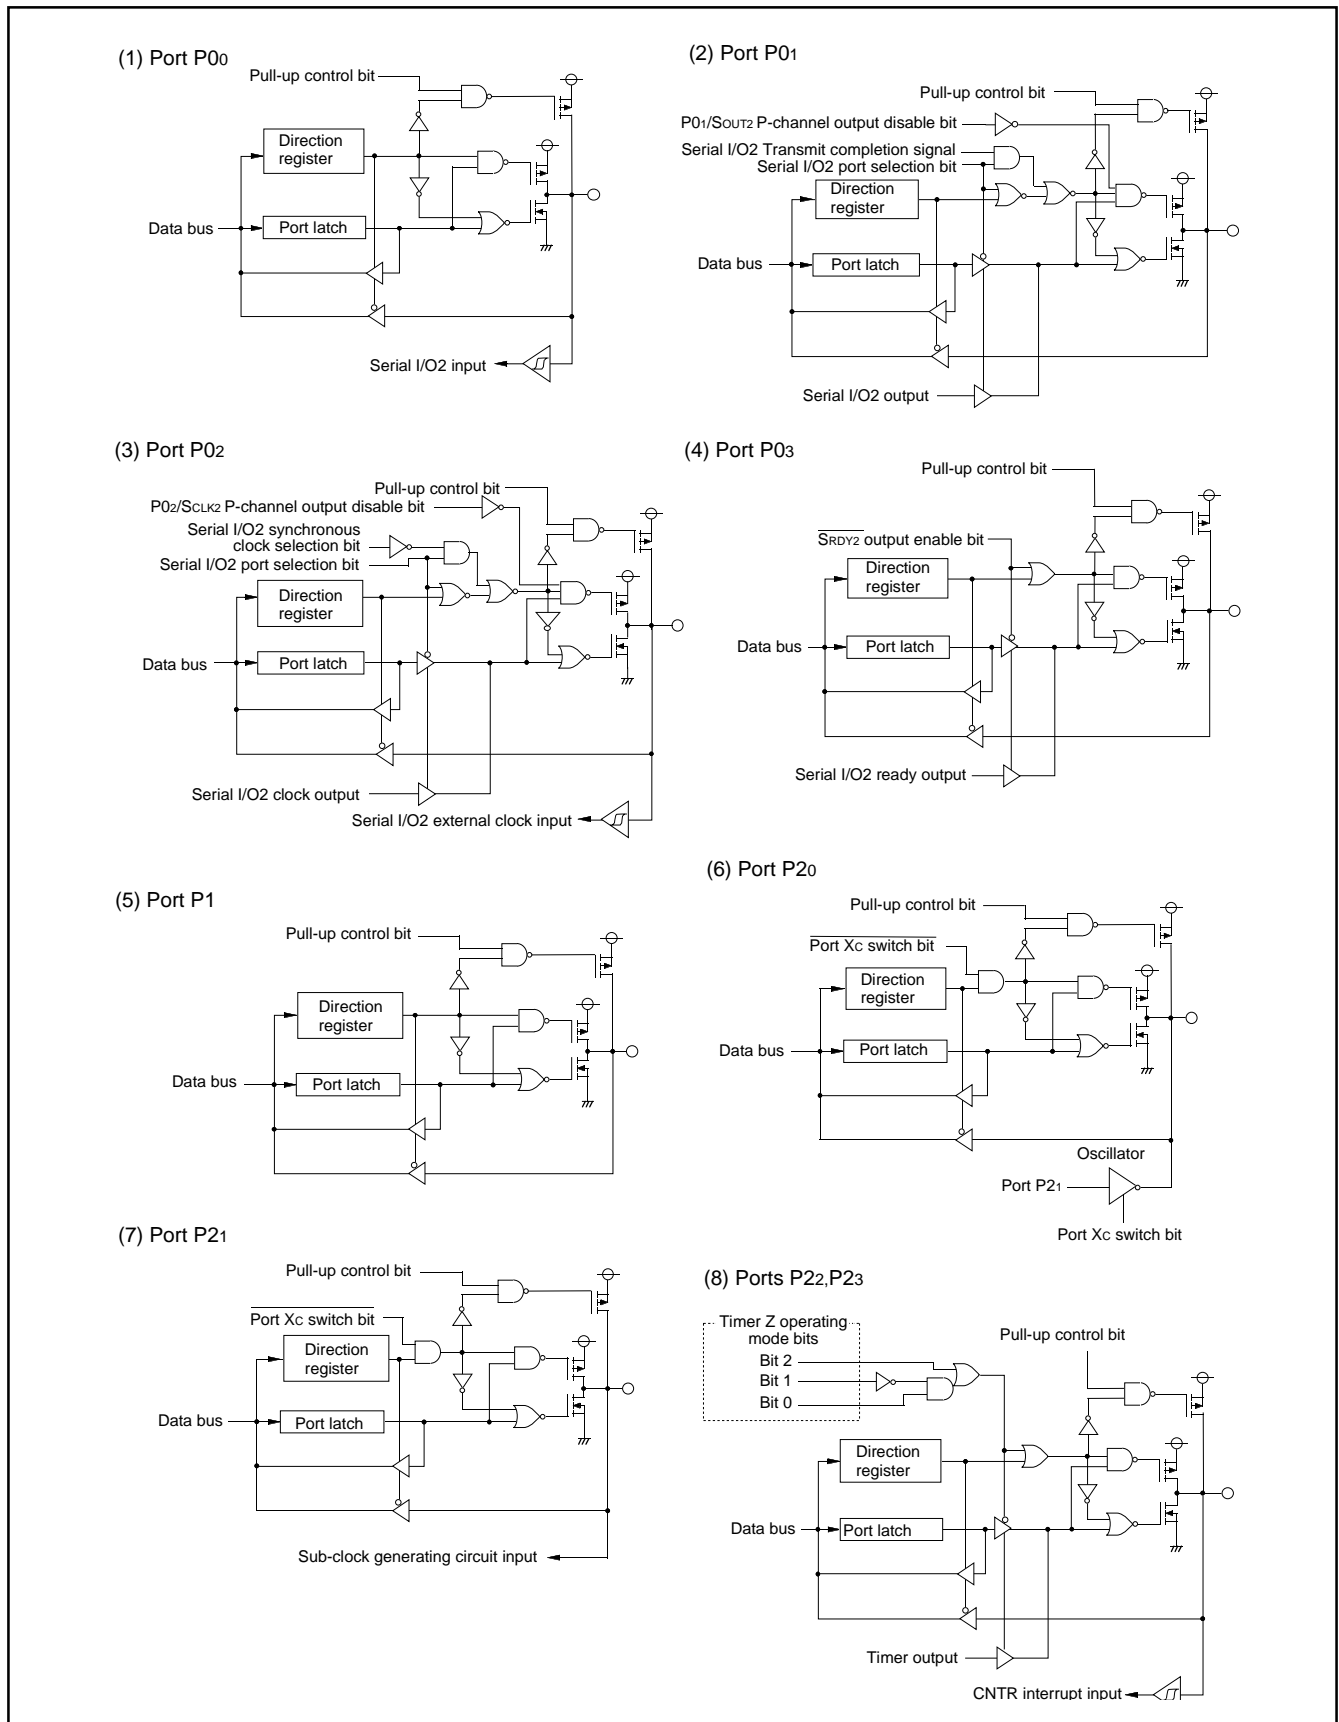 (1) Port P00
Pull-up control bit
Direction
register
Data bus
Port latch
Serial I/O2 input
(2) Port P01
Pull-up control bit
P01/SOUT2 P-channel output disable bit
Serial I/O2 Transmit completion signal
Serial I/O2 port selection bit
Direction
register
Data bus
Port latch
Serial I/O2 output
(3) Port P02
Pull-up control bit
P02/SCLK2 P-channel output disable bit
Serial I/O2 synchronous
clock selection bit
Serial I/O2 port selection bit
Direction
register
Data bus
Port latch
Serial I/O2 clock output
Serial I/O2 external clock input
(4) Port P03
Pull-up control bit
SRDY2 output enable bit
Direction
register
Data bus
Port latch
Serial I/O2 ready output
(5) Port P1
Pull-up control bit
Direction
register
Data bus
Port latch
(6) Port P20
Pull-up control bit
Port XC switch bit
Direction
register
Data bus
Port latch
Oscillator
Port P21
Port XC switch bit
(7) Port P21
Pull-up control bit
Port XC switch bit
Direction
register
Data bus
Port latch
Sub-clock generating circuit input
(8) Ports P22,P23
Timer Z operating
mode bits
Bit 2
Bit 1
Bit 0
Pull-up control bit
Direction
register
Data bus
Port latch
Timer output
CNTR interrupt input